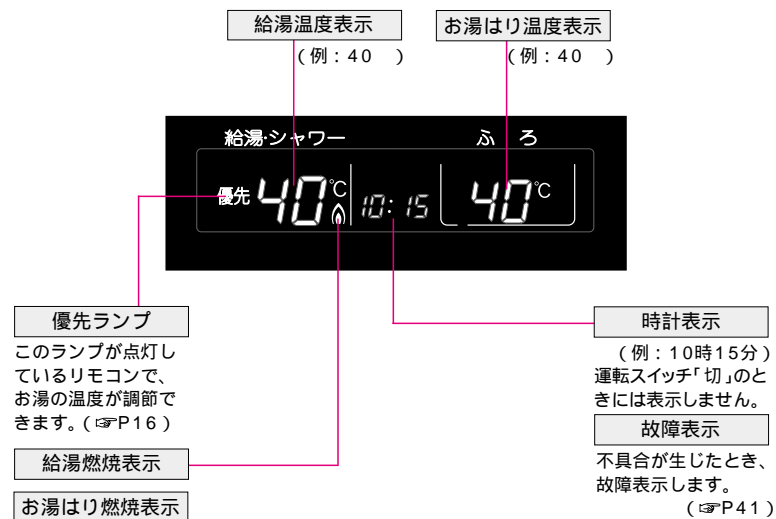 給湯温度表示
(例:40 )
お湯はり温度表示
(例:40 )
給湯・シャワー
ふ ろ
優先 40℃
10:15
40℃
優先ランプ
このランプが点灯し
ているリモコンで、
お湯の温度が調節で
きます。(☞P16)
給湯燃焼表示
お湯はり燃焼表示
時計表示
(例:10時15分)
運転スイッチ「切」のと
きには表示しません。
故障表示
不具合が生じたとき、
故障表示します。
(☞P41)